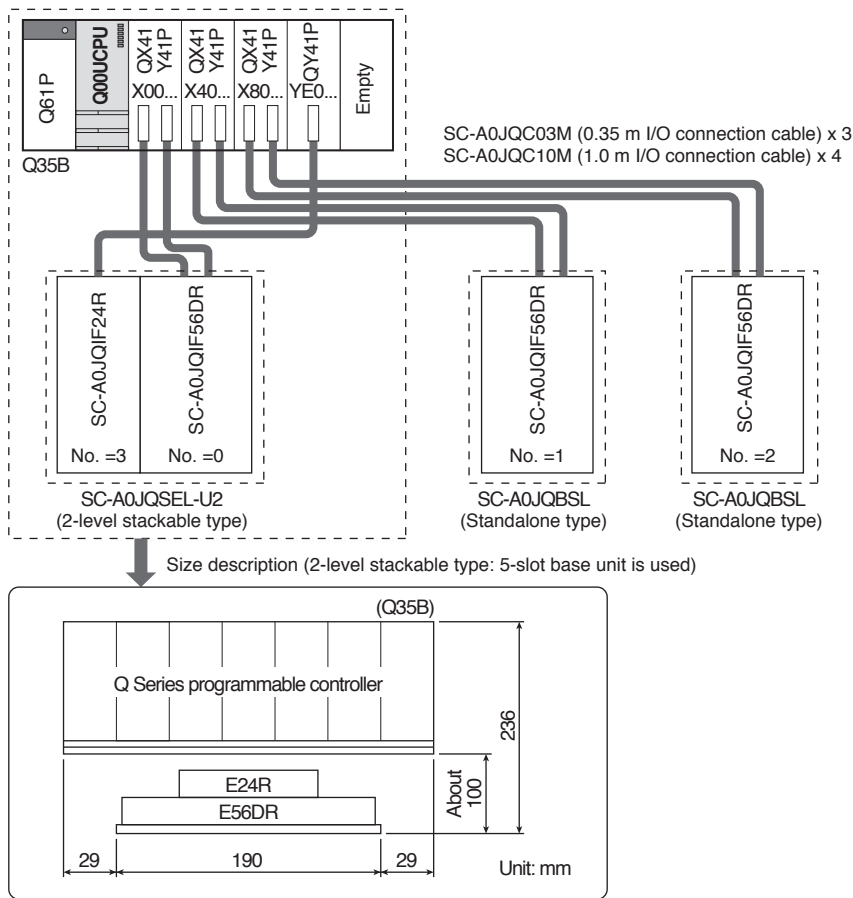 Q61P
Q00UCPU
QX41
Y41P
X00...
QX41
Y41P
X40...
QX41
Y41P
X80...
QY41P
YE0...
Empty
Q35B
SC-A0JQC03M (0.35 m I/O connection cable) x 3
SC-A0JQC10M (1.0 m I/O connection cable) x 4
SC-A0JQIF24R
No. =3
SC-A0JQIF56DR
No. =0
SC-A0JQSEL-U2
(2-level stackable type)
SC-A0JQIF56DR
No. =1
SC-A0JQBSL
(Standalone type)
SC-A0JQIF56DR
No. =2
SC-A0JQBSL
(Standalone type)
Size description (2-level stackable type: 5-slot base unit is used)
(Q35B)
Q Series programmable controller
236
About
100
E24R
E56DR
29
190
29
Unit: mm